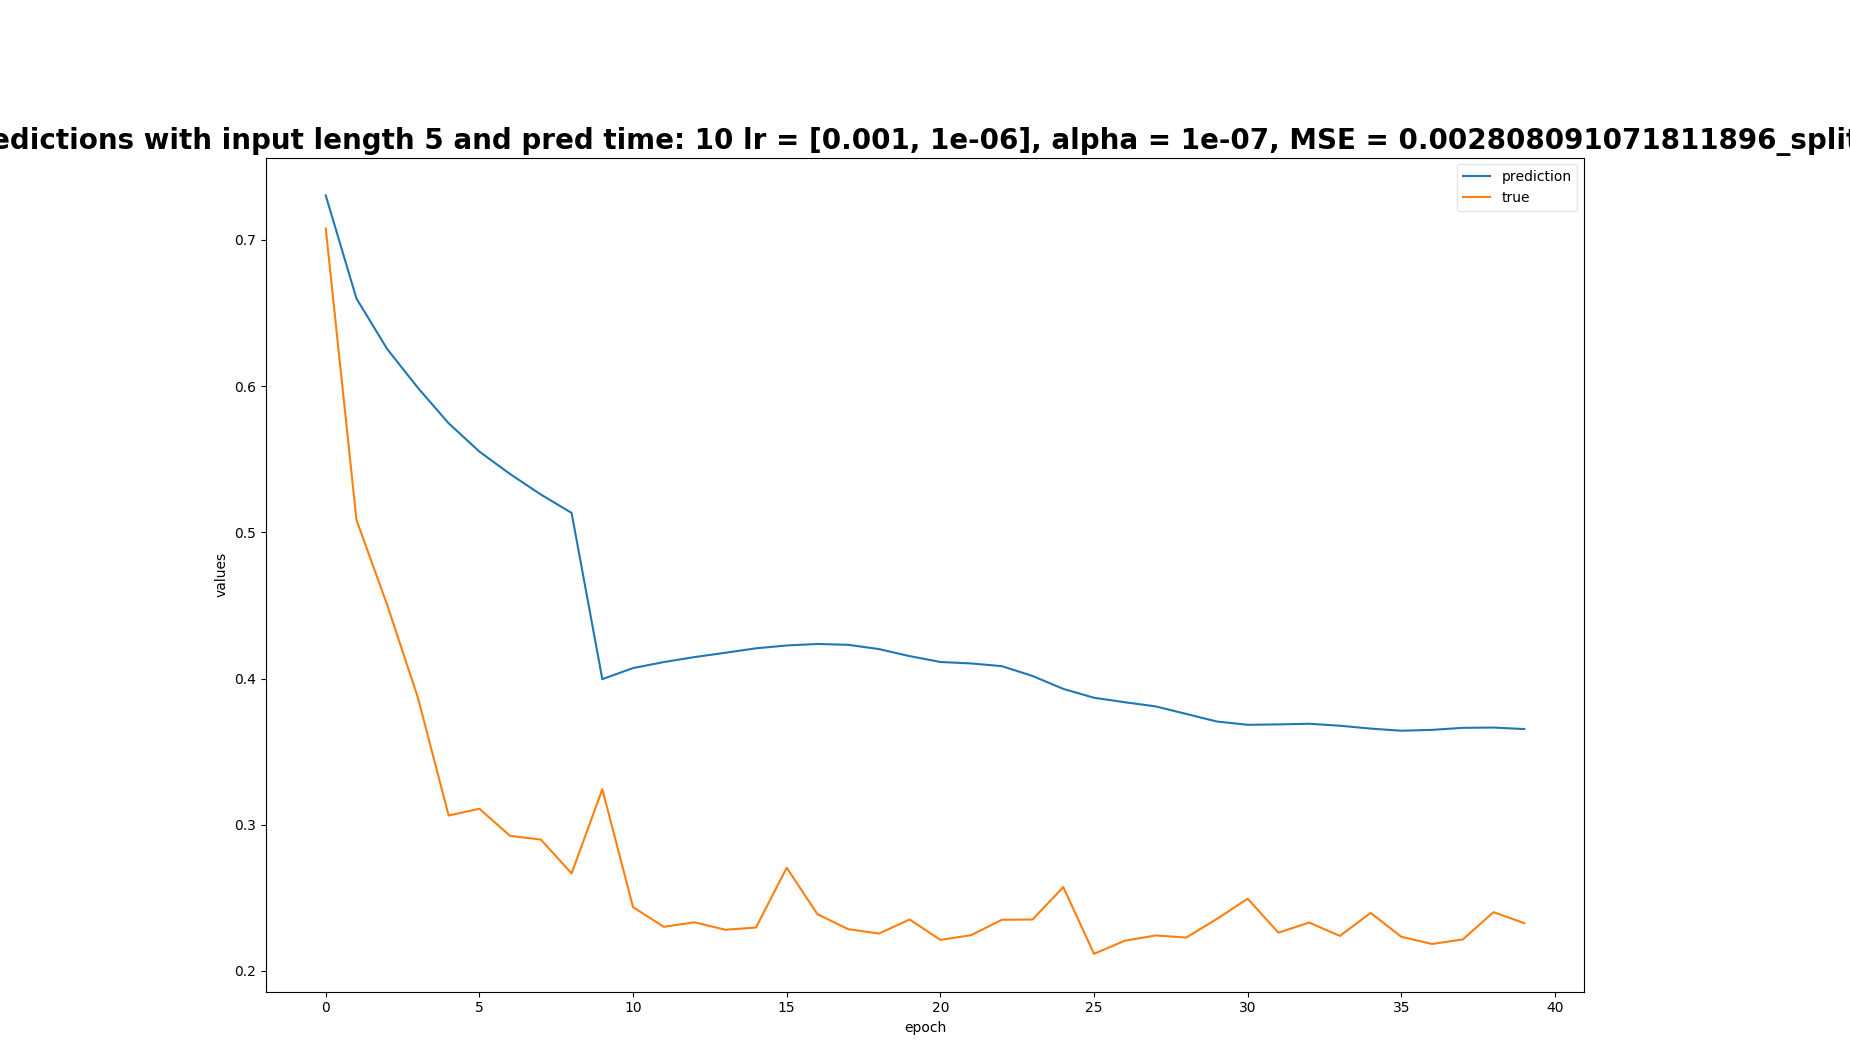 edictions with input length 5 and pred time: 10 lr = [0.001, 1e-06], alpha = 1e-07, MSE = 0.002808091071811896_split
prediction
true
0.7
0.6
0.5
0.4
0.3
0.2
values
0 5 10 15 20 25 30 35 40
epoch